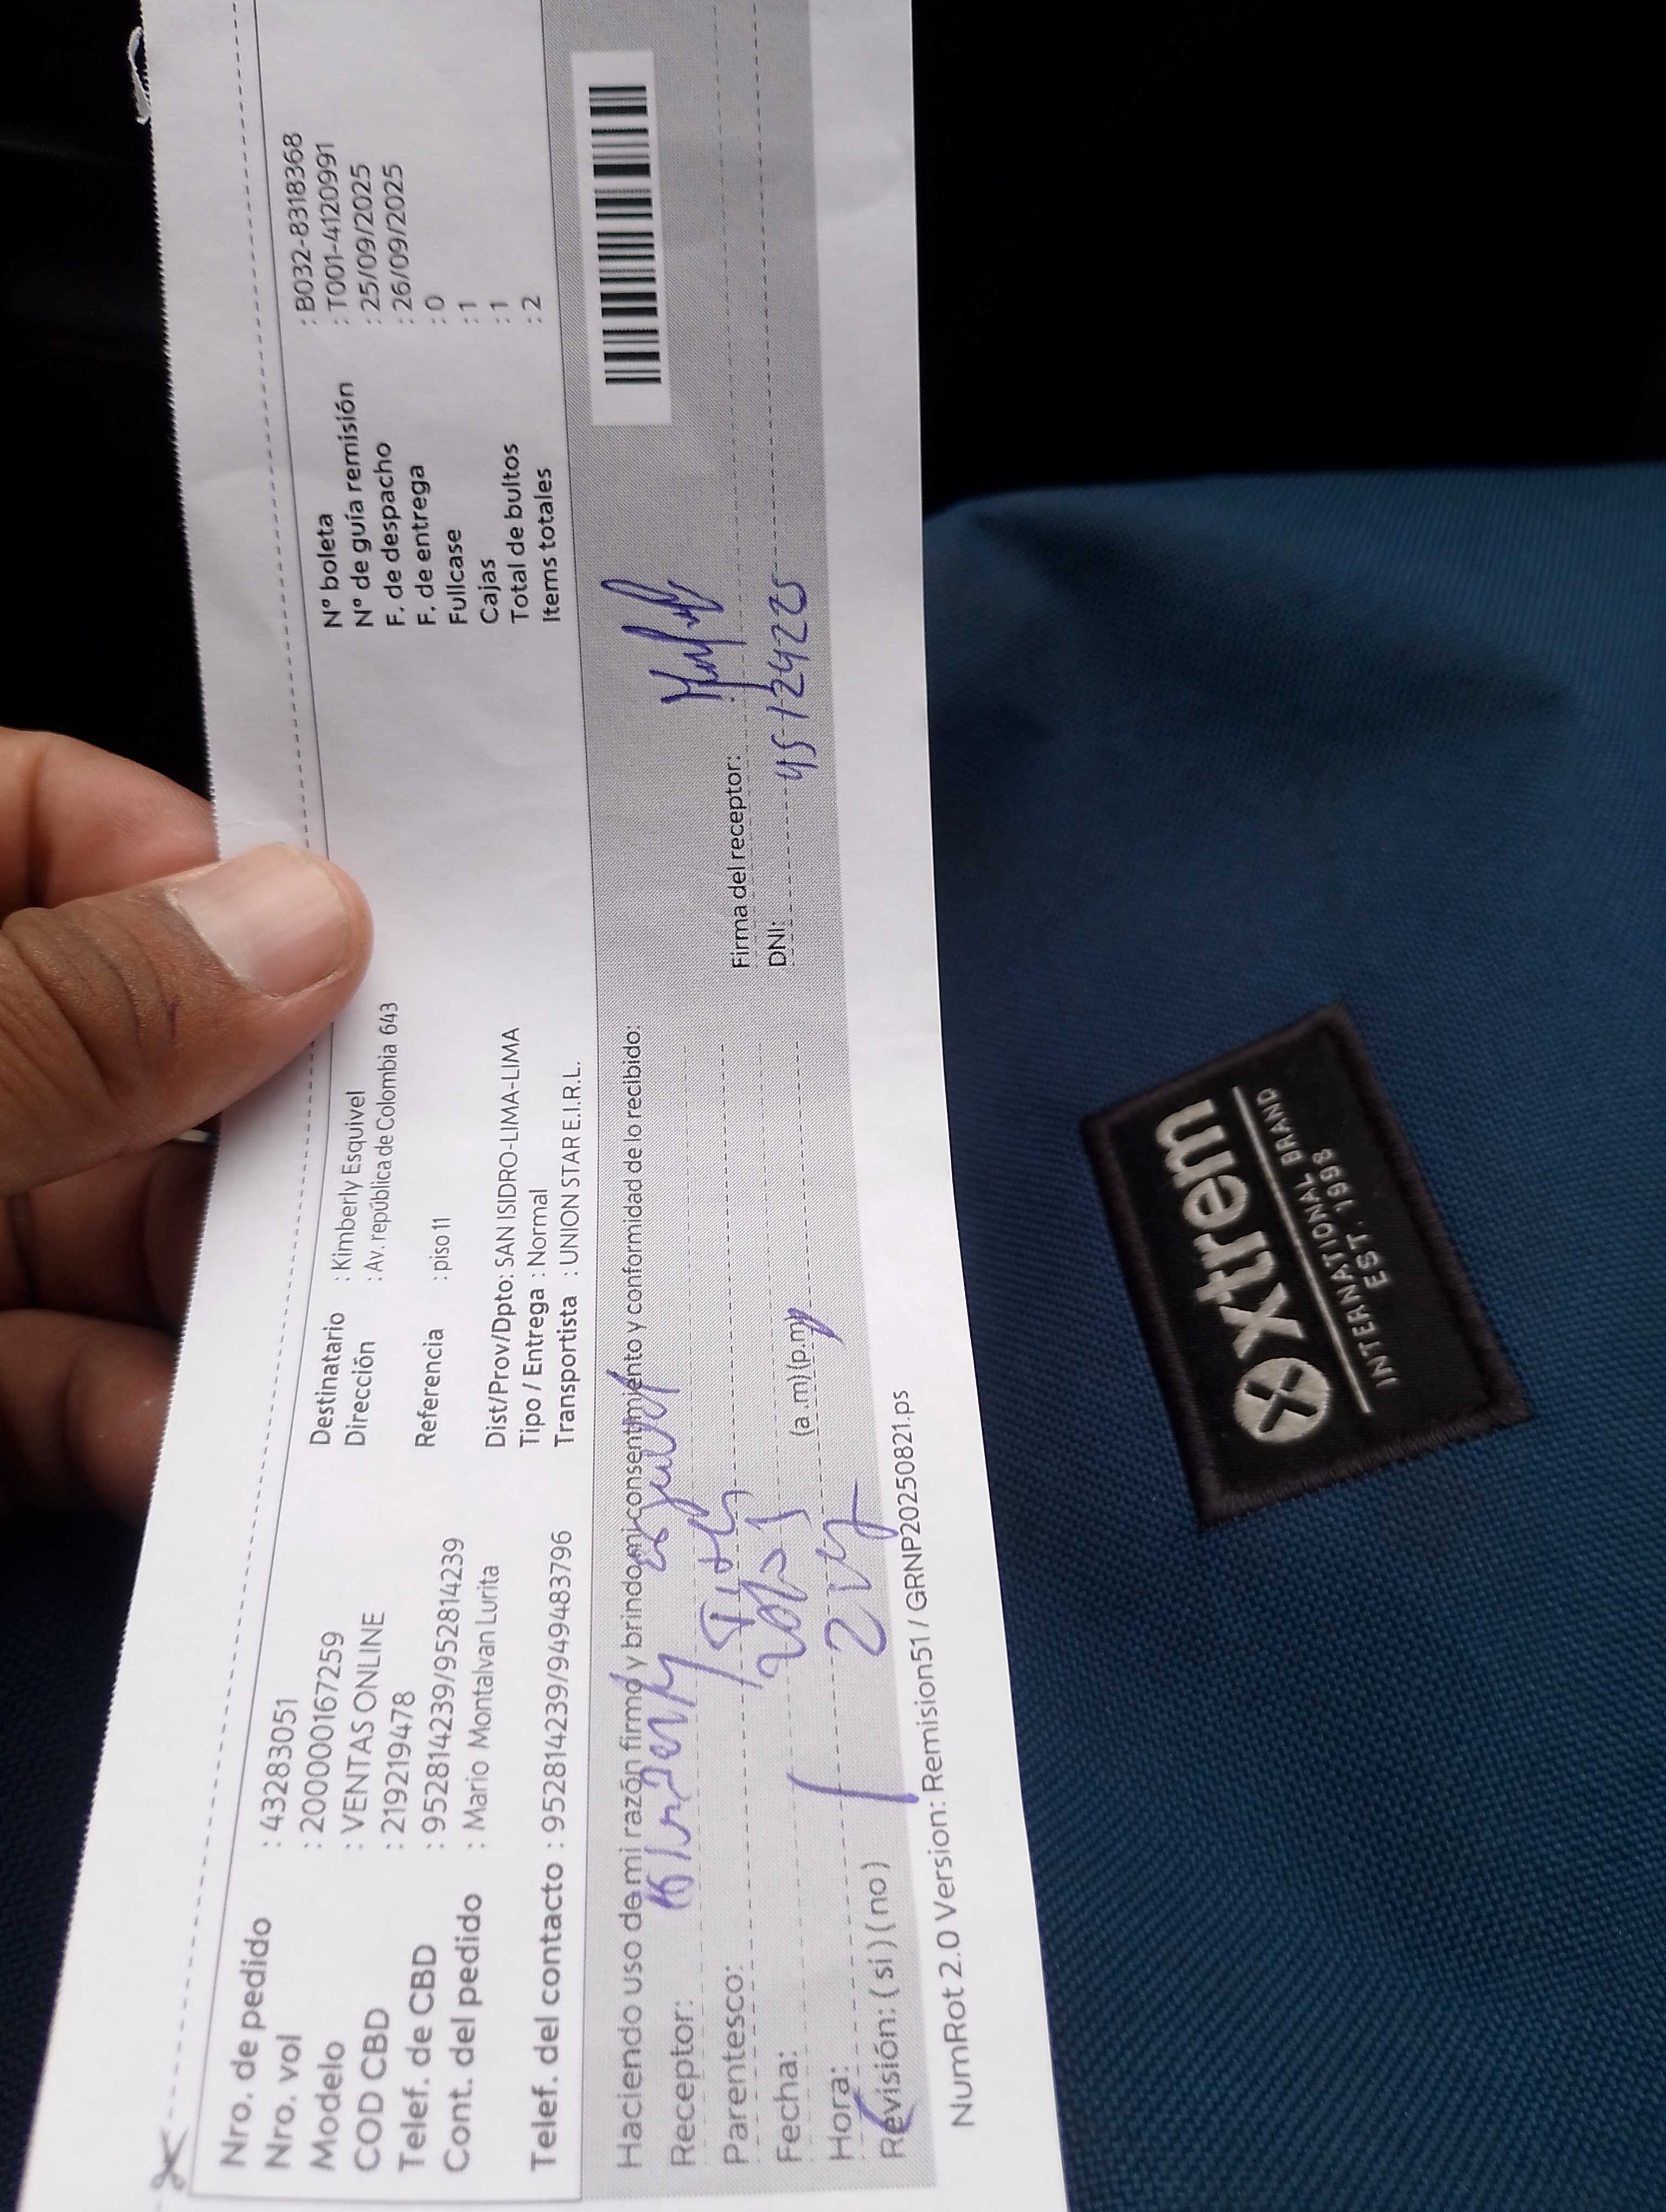 Nro. de pedido : 43283051
Nro. vol : 200000167259
Modelo : VENTAS ONLINE
COD CBD : 219219478
Telef. de CBD : 952814239/952814239
Cont. del pedido : Mario Montalvan Lurita
Telef. del contacto : 952814239/949483796
Destinatario : Kimberly Esquivel
Dirección : Av. república de Colombia 643
Referencia : piso 11
Dist/Prov/Dpto: SAN ISIDRO-LIMA-LIMA
Tipo / Entrega : Normal
Transportista : UNION STAR E.I.R.L.
N° boleta : B032-8318368
N° de guía remisión : T001-4120991
F. de despacho : 25/09/2025
F. de entrega : 26/09/2025
Fullcase : 0
Cajas : 1
Total de bultos : 1
Items totales : 2
Haciendo uso de mi razón firmo y brindo mi consentimiento y conformidad de lo recibido:
Receptor: Kimberly Esquivel
Parentesco:
Fecha:
Hora: (a .m) (p.m)
Revisión: ( si ) ( no )
Firma del receptor:
DNI: 45124225
NumRot 2.0 Version: Remision51 / GRNP20250821.ps
xtrem
INTERNATIONAL BRAND
EST. 1998